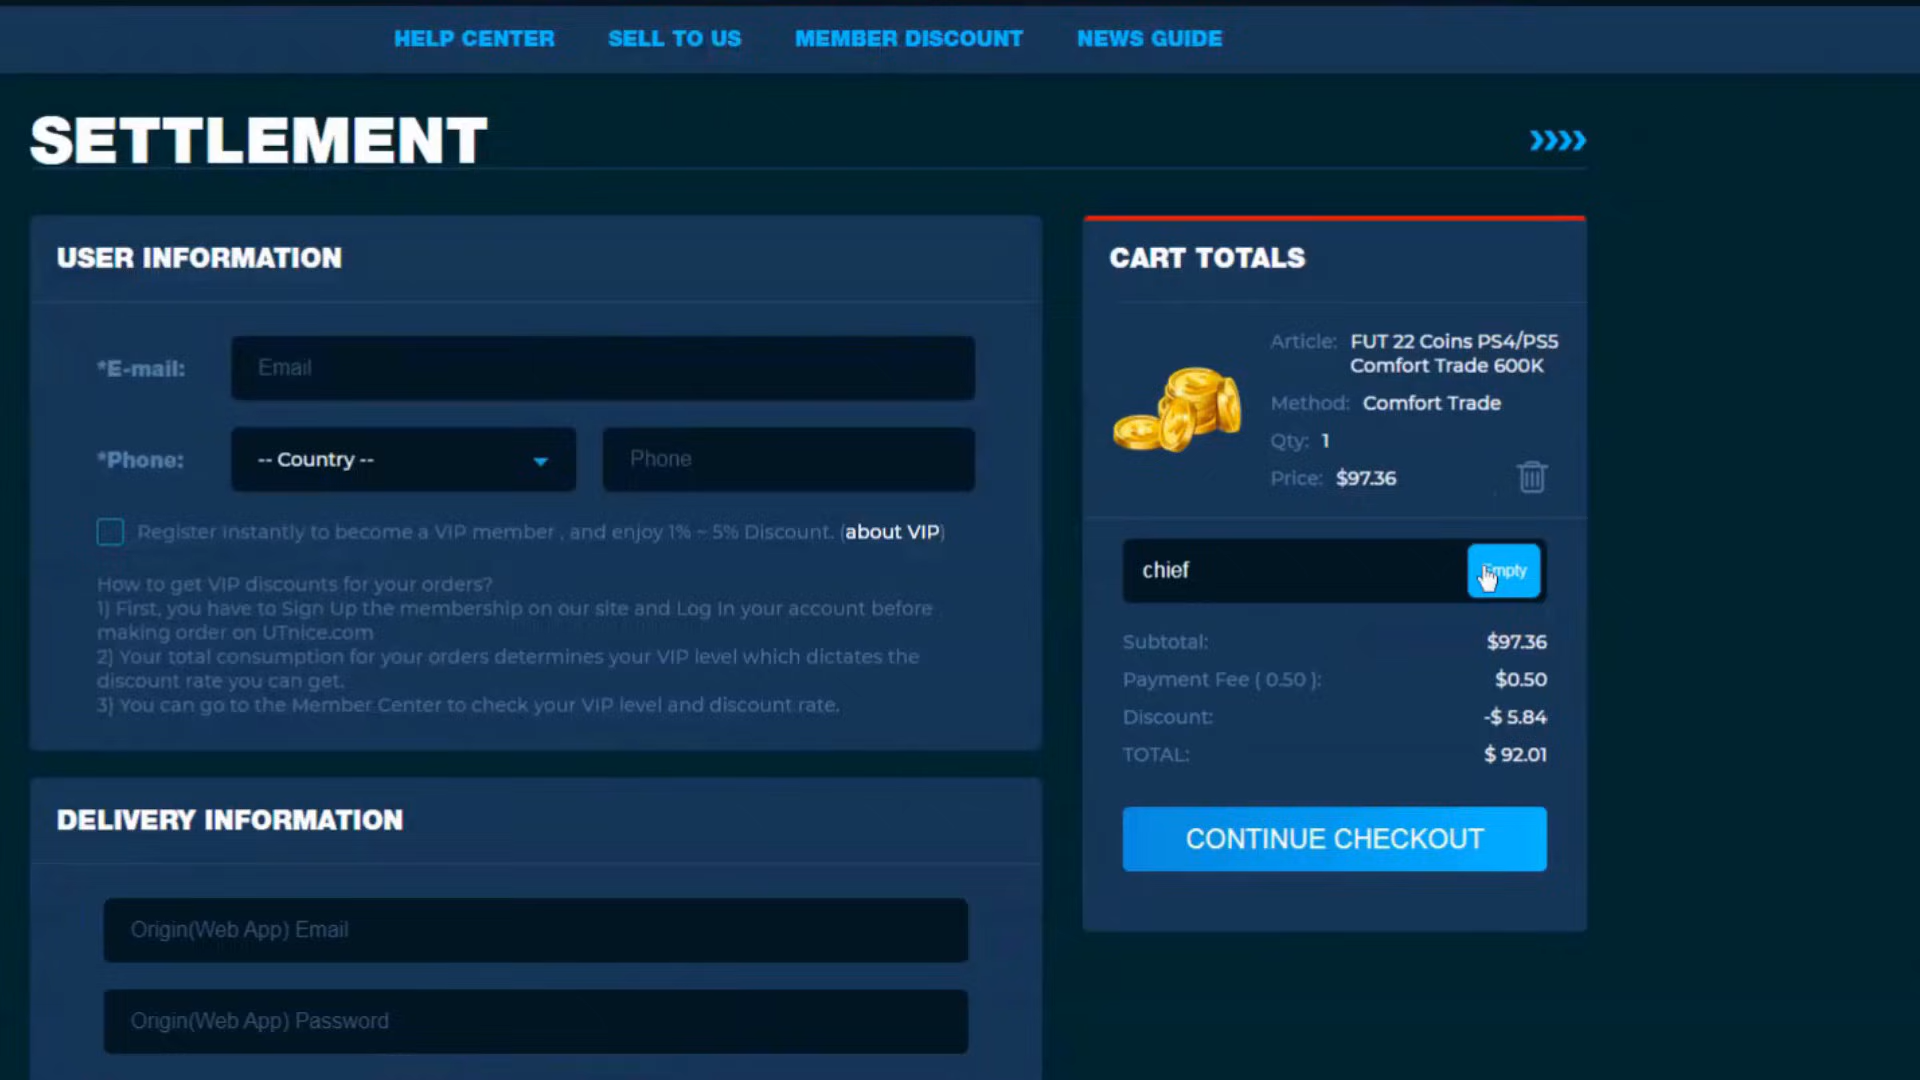 HELP CENTER SELL TO US MEMBER DISCOUNT NEWS GUIDE
SETTLEMENT
USER INFORMATION
*E-mail: Email
*Phone: -- Country -- Phone
Register instantly to become a VIP member , and enjoy 1% ~ 5% Discount. (about VIP)
How to get VIP discounts for your orders?
1) First, you have to Sign Up the membership on our site and Log In your account before
making order on UTnice.com
2) Your total consumption for your orders determines your VIP level which dictates the
discount rate you can get.
3) You can go to the Member Center to check your VIP level and discount rate.
DELIVERY INFORMATION
Origin(Web App) Email
Origin(Web App) Password
CART TOTALS
Article: FUT 22 Coins PS4/PS5
Comfort Trade 600K
Method: Comfort Trade
Qty: 1
Price: $97.36
chief Empty
Subtotal: $97.36
Payment Fee ( 0.50 ): $0.50
Discount: -$ 5.84
TOTAL: $ 92.01
CONTINUE CHECKOUT